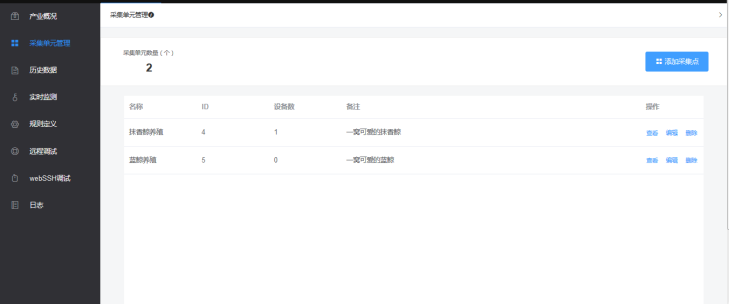 产业概况
采集单元管理
历史数据
实时监测
规则定义
远程调试
webSSH调试
日志
采集单元管理
采集单元数量（个）
2
添加采集点
名称 ID 设备数 备注 操作
抹香鲸养殖 4 1 一窝可爱的抹香鲸 查看 编辑 删除
蓝鲸养殖 5 0 一窝可爱的蓝鲸 查看 编辑 删除